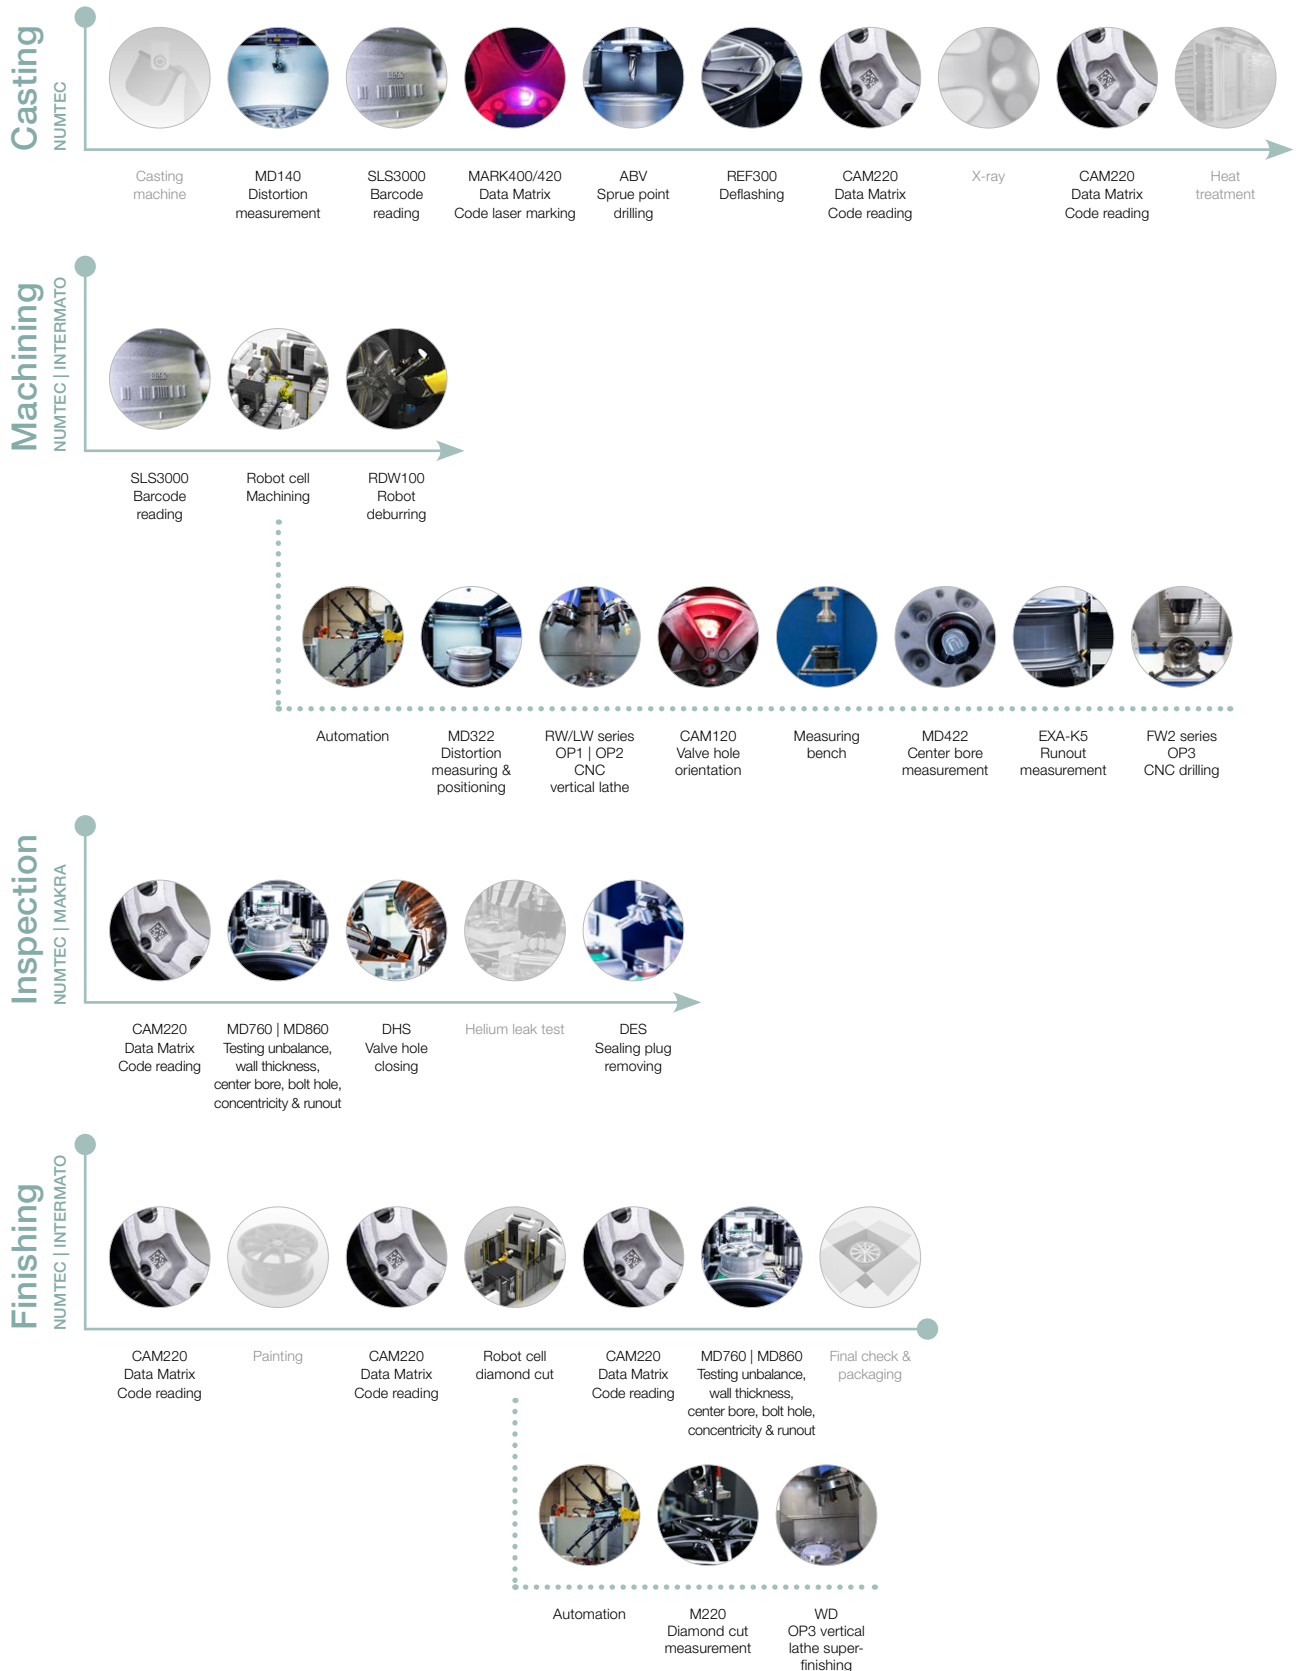 Casting
NUMTEC
Casting
machine
MD140
Distortion
measurement
SLS3000
Barcode
reading
MARK400/420
Data Matrix
Code laser marking
ABV
Sprue point
drilling
REF300
Deflashing
CAM220
Data Matrix
Code reading
X-ray
CAM220
Data Matrix
Code reading
Heat
treatment
Machining
NUMTEC | INTERMATO
SLS3000
Barcode
reading
Robot cell
Machining
RDW100
Robot
deburring
Automation
MD322
Distortion
measuring &
positioning
RW/LW series
OP1 | OP2
CNC
vertical lathe
CAM120
Valve hole
orientation
Measuring
bench
MD422
Center bore
measurement
EXA-K5
Runout
measurement
FW2 series
OP3
CNC drilling
Inspection
NUMTEC | MAKRA
CAM220
Data Matrix
Code reading
MD760 | MD860
Testing unbalance,
wall thickness,
center bore, bolt hole,
concentricity & runout
DHS
Valve hole
closing
Helium leak test
DES
Sealing plug
removing
Finishing
NUMTEC | INTERMATO
CAM220
Data Matrix
Code reading
Painting
CAM220
Data Matrix
Code reading
Robot cell
diamond cut
CAM220
Data Matrix
Code reading
MD760 | MD860
Testing unbalance,
wall thickness,
center bore, bolt hole,
concentricity & runout
Final check &
packaging
Automation
M220
Diamond cut
measurement
WD
OP3 vertical
lathe super-
finishing